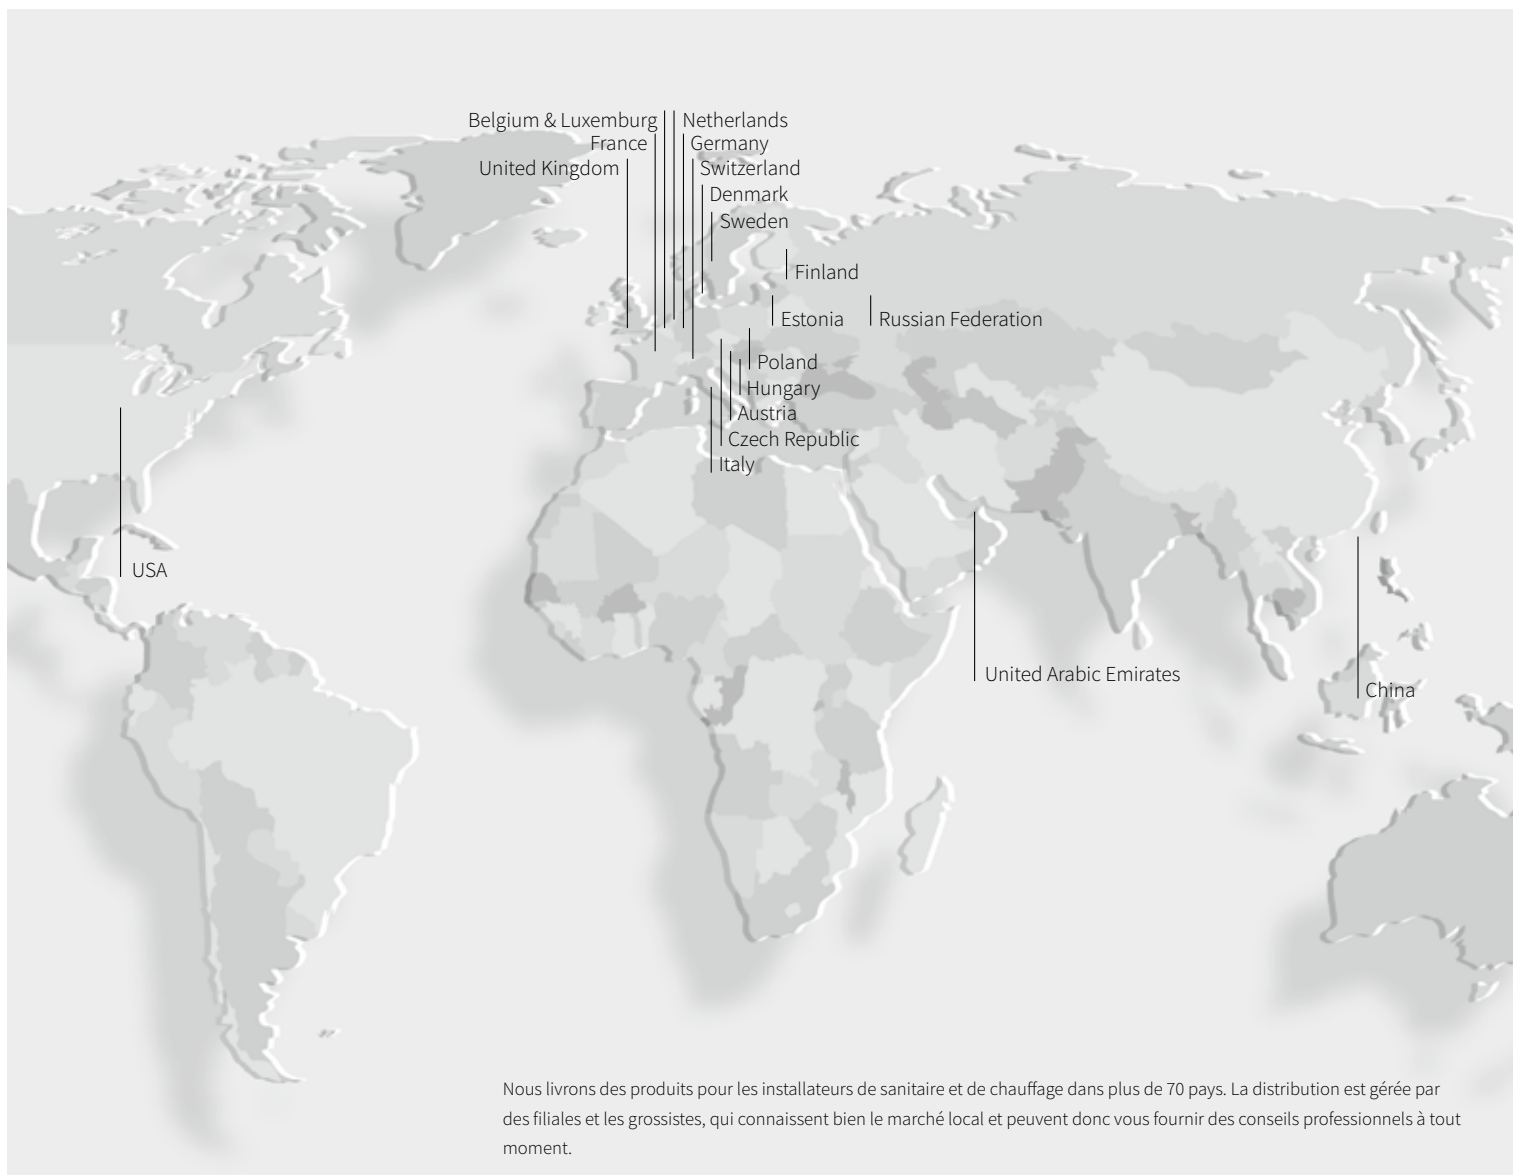 Belgium & Luxemburg
Netherlands
France
Germany
United Kingdom
Switzerland
Denmark
Sweden
Finland
Estonia
Russian Federation
Poland
Hungary
Austria
Czech Republic
Italy
USA
United Arabic Emirates
China
Nous livrons des produits pour les installateurs de sanitaire et de chauffage dans plus de 70 pays. La distribution est gérée par
des filiales et les grossistes, qui connaissent bien le marché local et peuvent donc vous fournir des conseils professionnels à tout
moment.